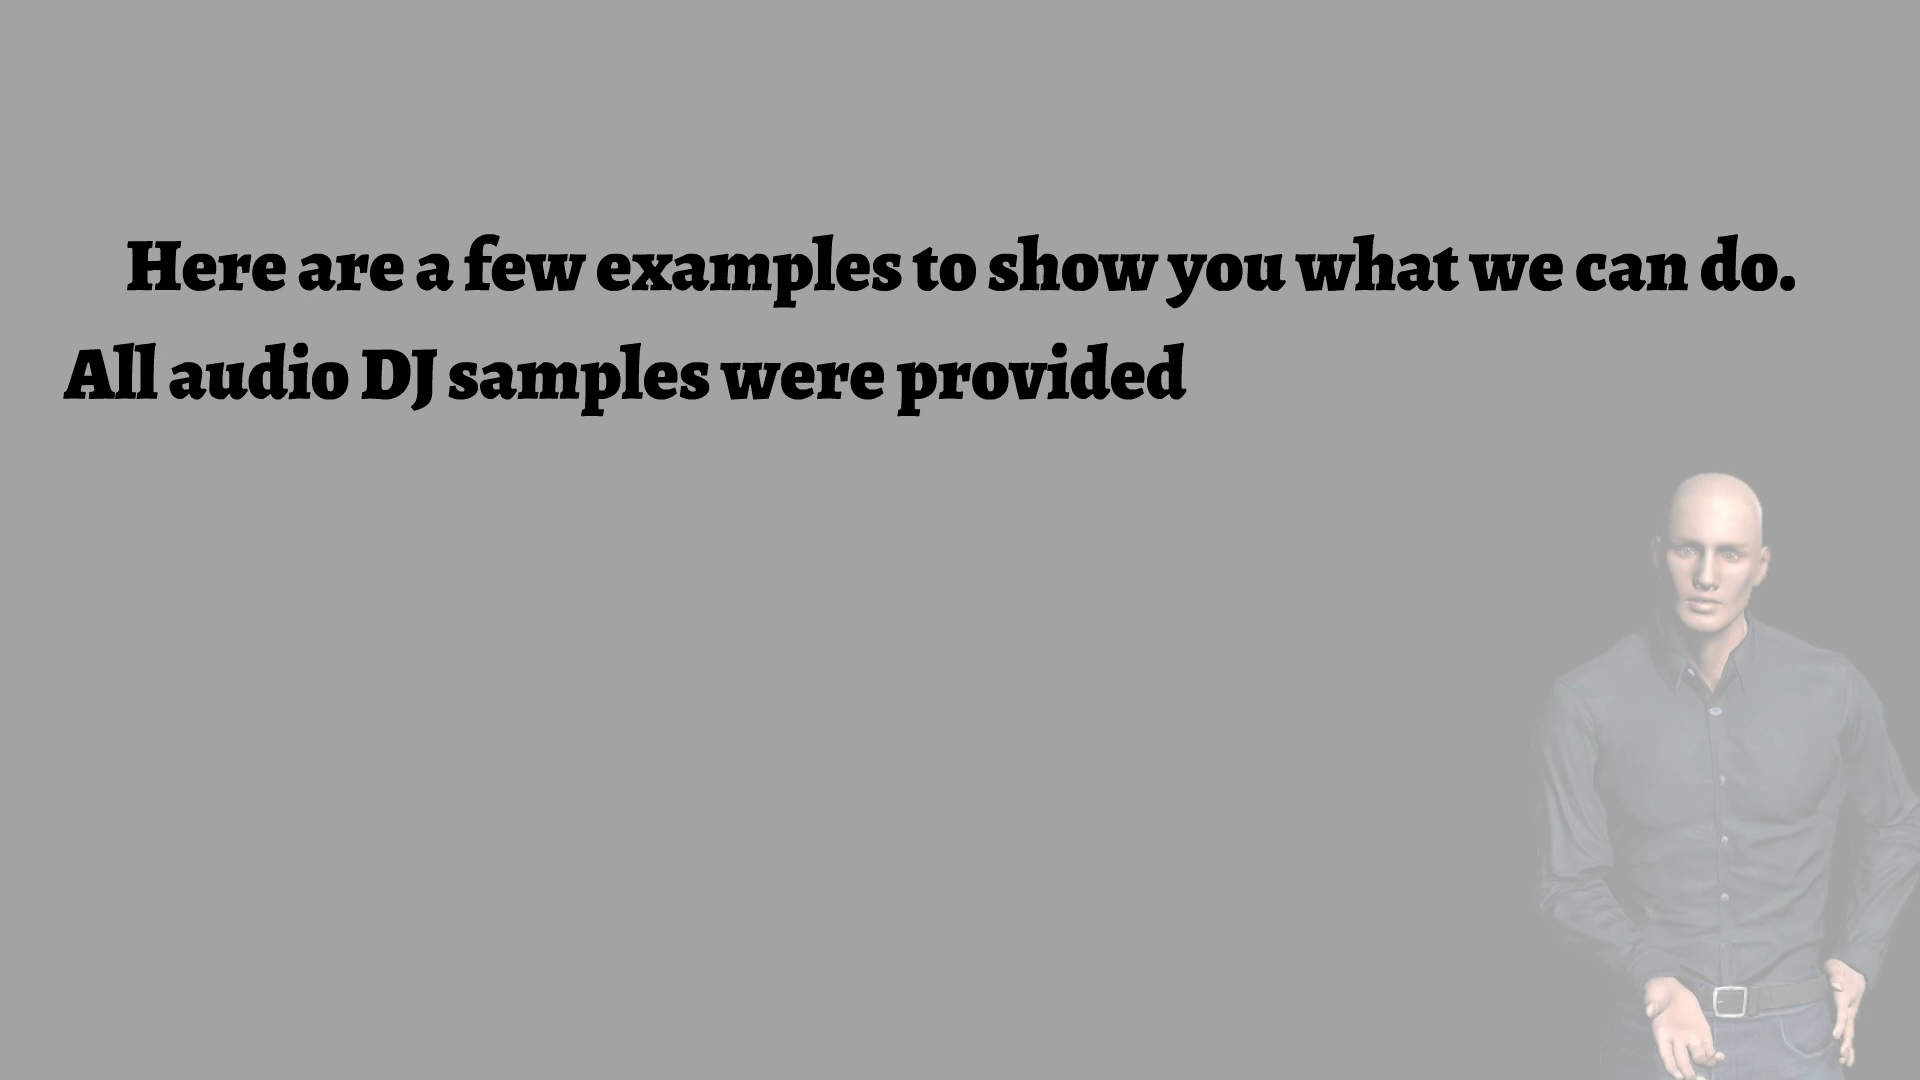 Here are a few examples to show you what we can do.
All audio DJ samples were provided